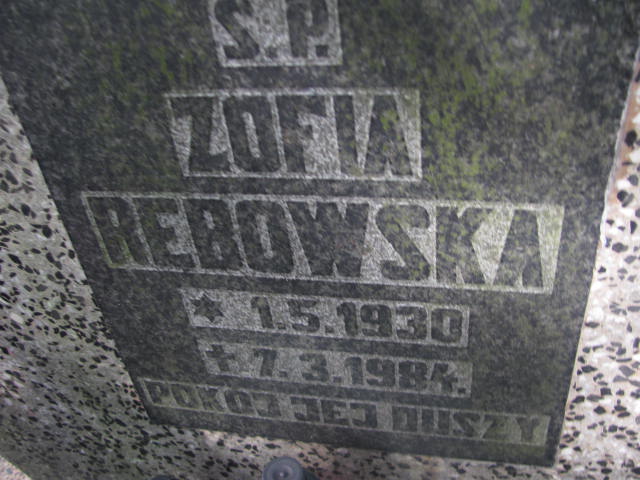 Ś.P.
ZOFIA
REBOWSKA
* 1.5.1930
✝ 7.3.1984.
POKÓJ JEJ DUSZY